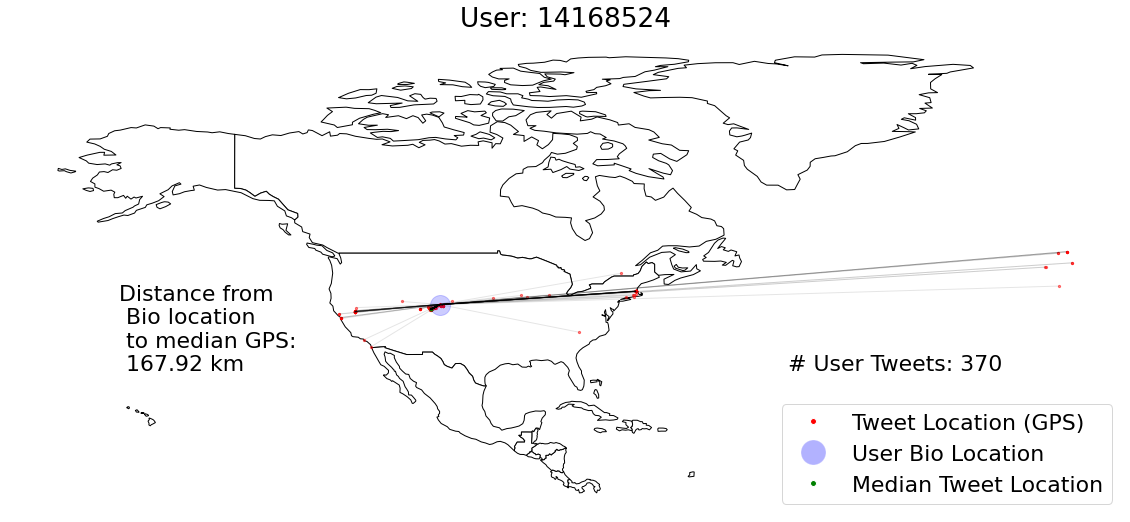 User: 14168524
Distance from
Bio location
to median GPS:
167.92 km
# User Tweets: 370
Tweet Location (GPS)
User Bio Location
Median Tweet Location